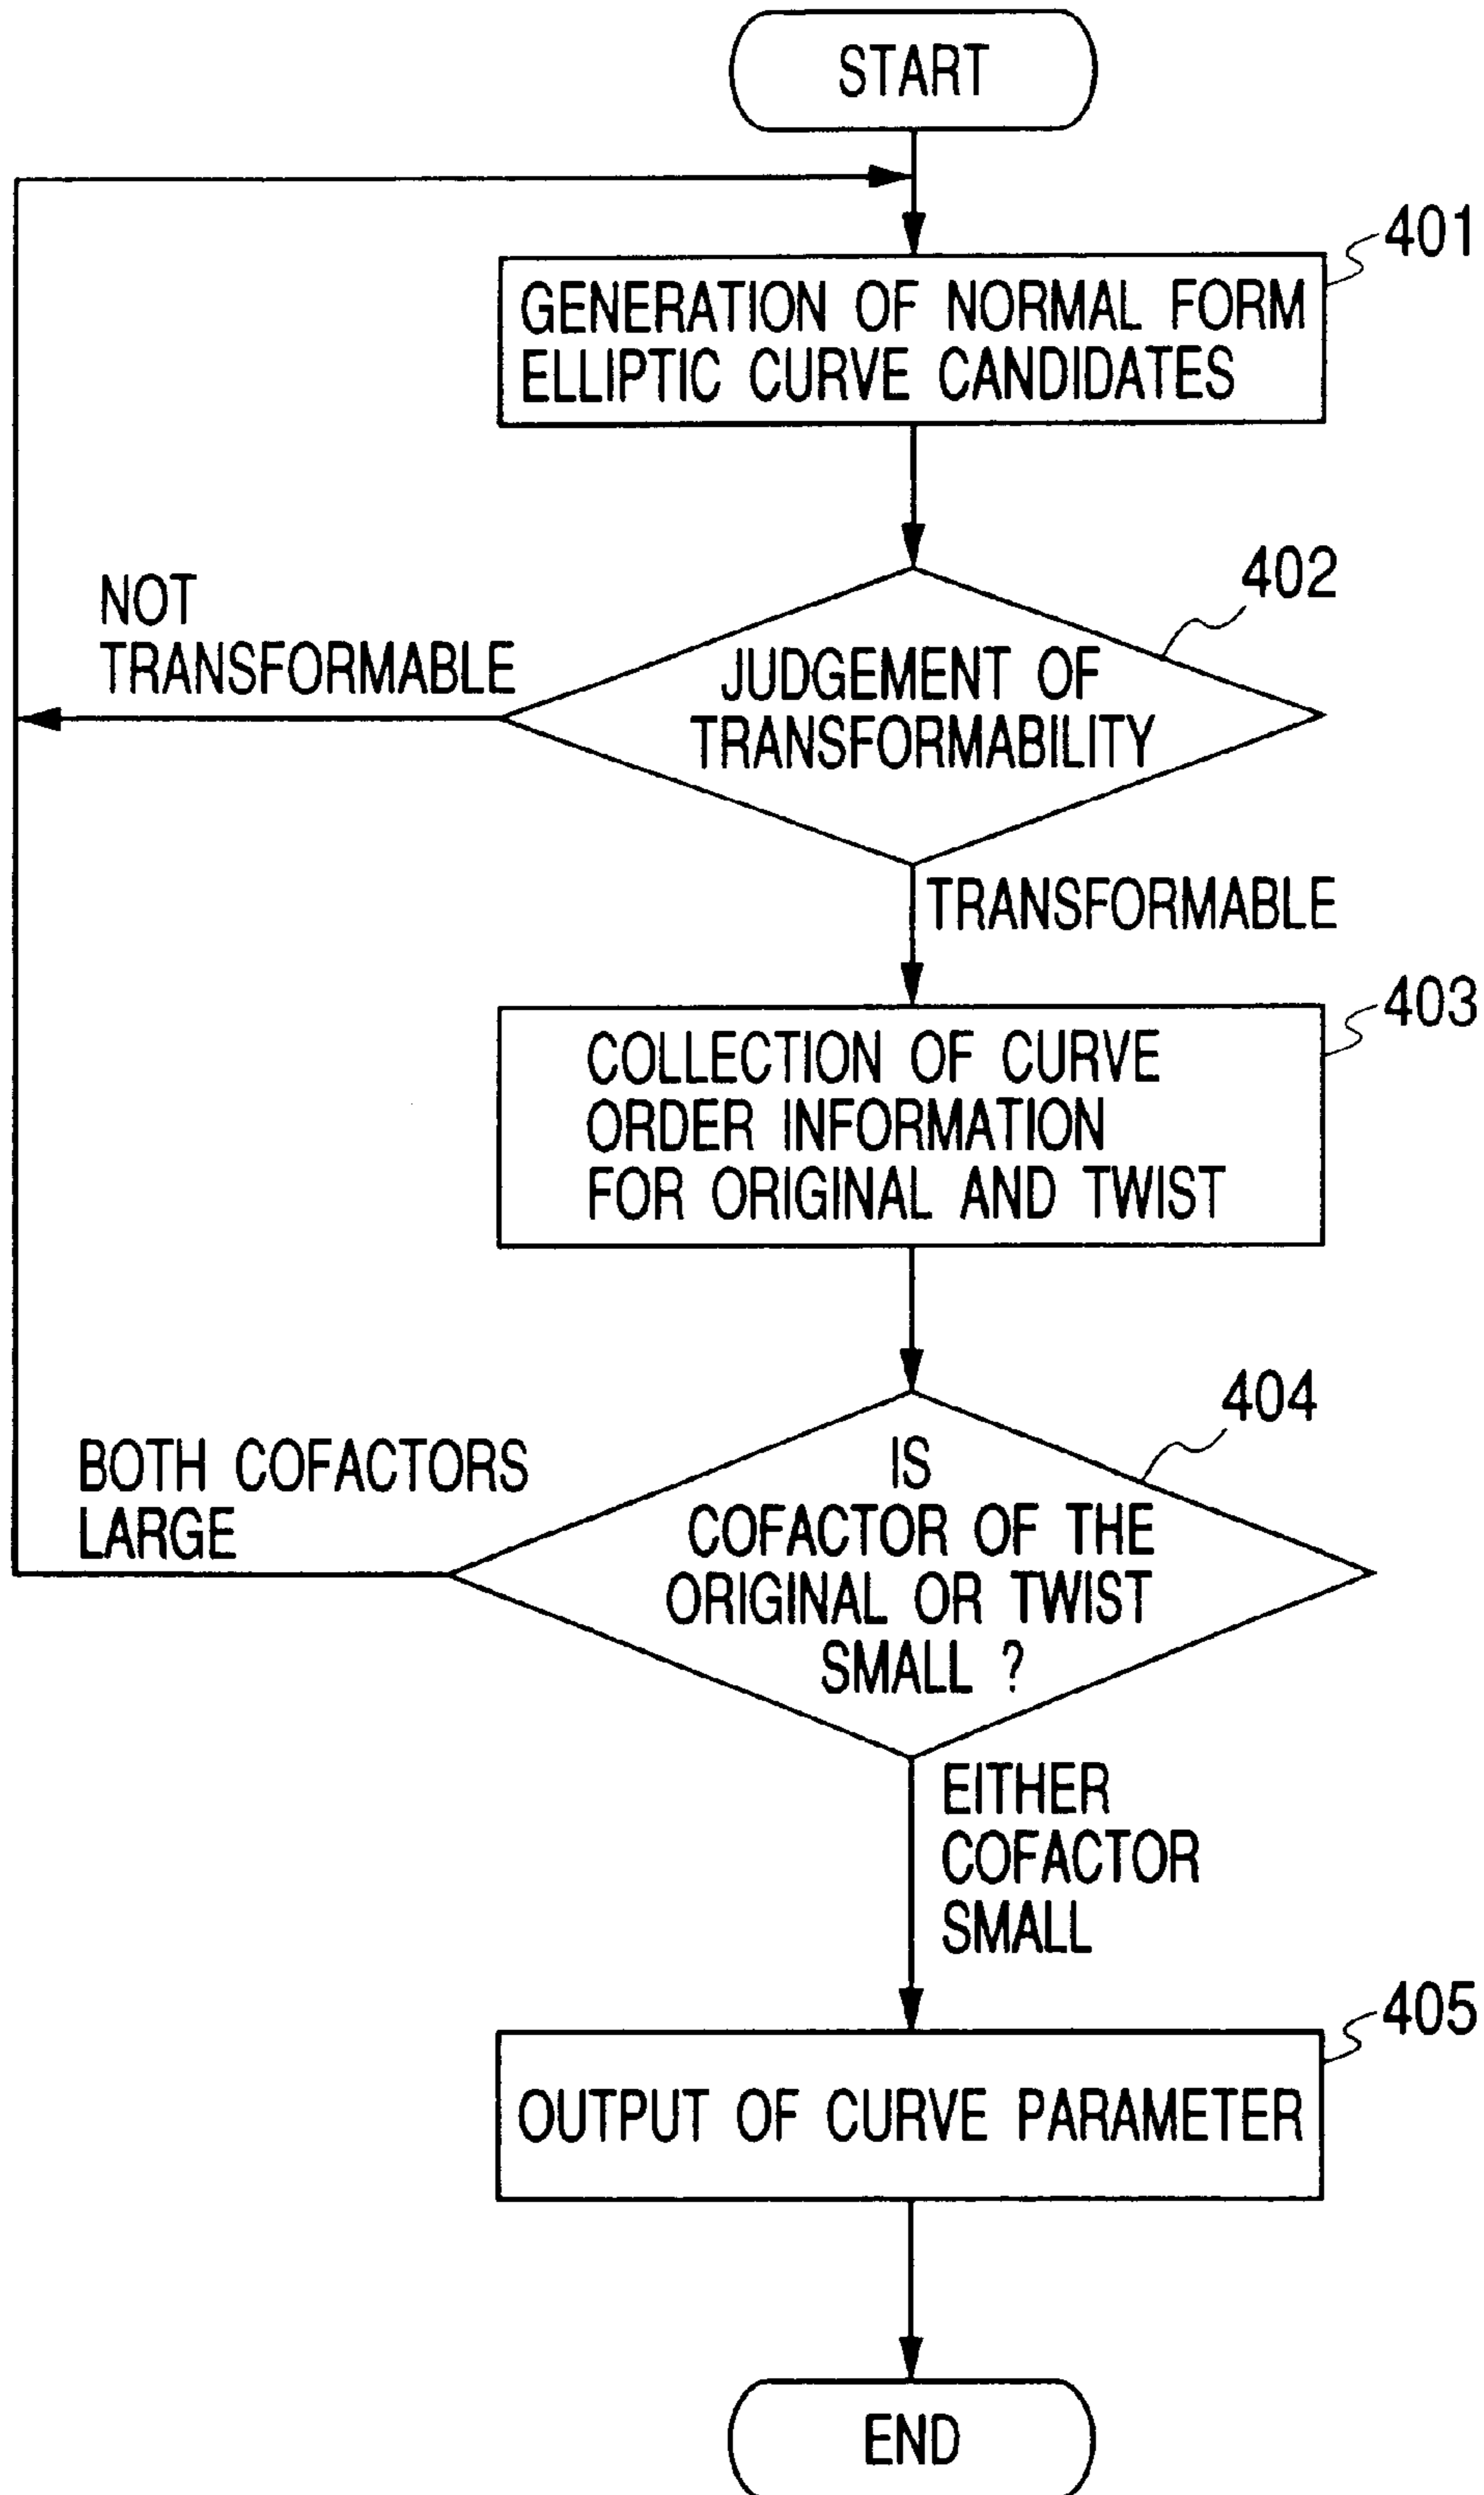 START
401
GENERATION OF NORMAL FORM
ELLIPTIC CURVE CANDIDATES
402
NOT
TRANSFORMABLE
JUDGEMENT OF
TRANSFORMABILITY
TRANSFORMABLE
403
COLLECTION OF CURVE
ORDER INFORMATION
FOR ORIGINAL AND TWIST
404
BOTH COFACTORS
LARGE
IS
COFACTOR OF THE
ORIGINAL OR TWIST
SMALL ?
EITHER
COFACTOR
SMALL
405
OUTPUT OF CURVE PARAMETER
END